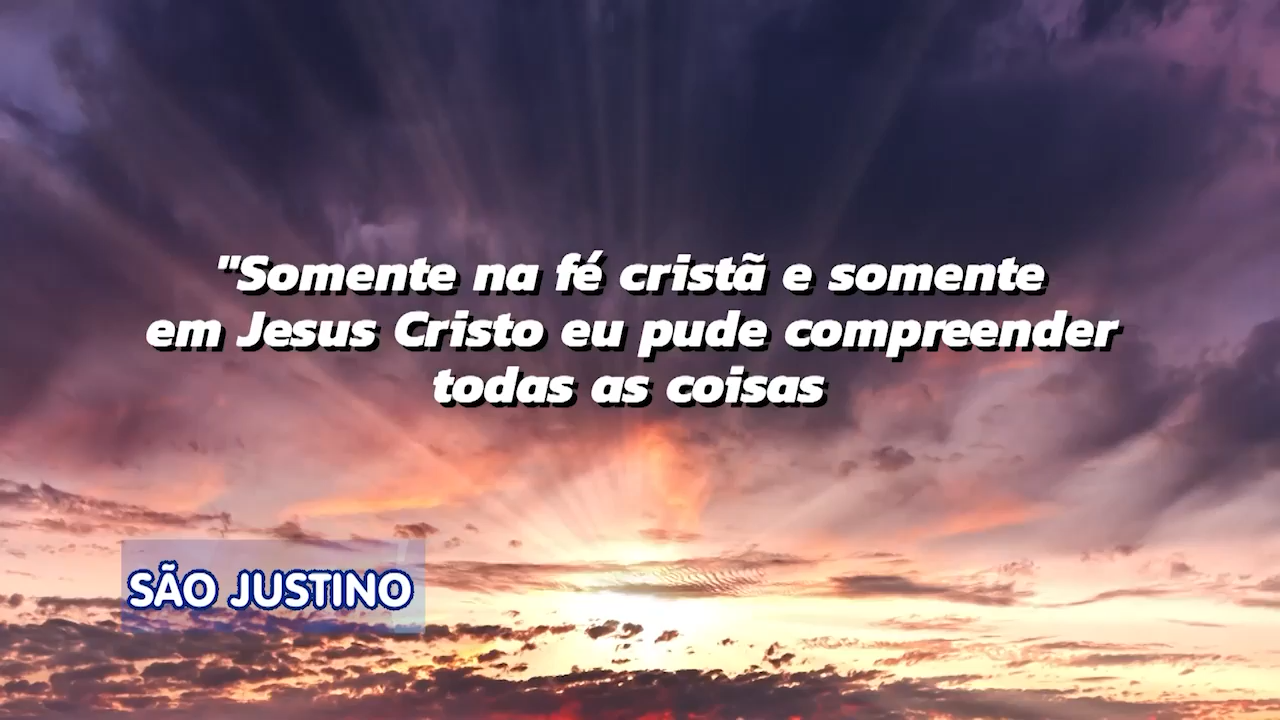 "Somente na fé cristã e somente
em Jesus Cristo eu pude compreender
todas as coisas
SÃO JUSTINO